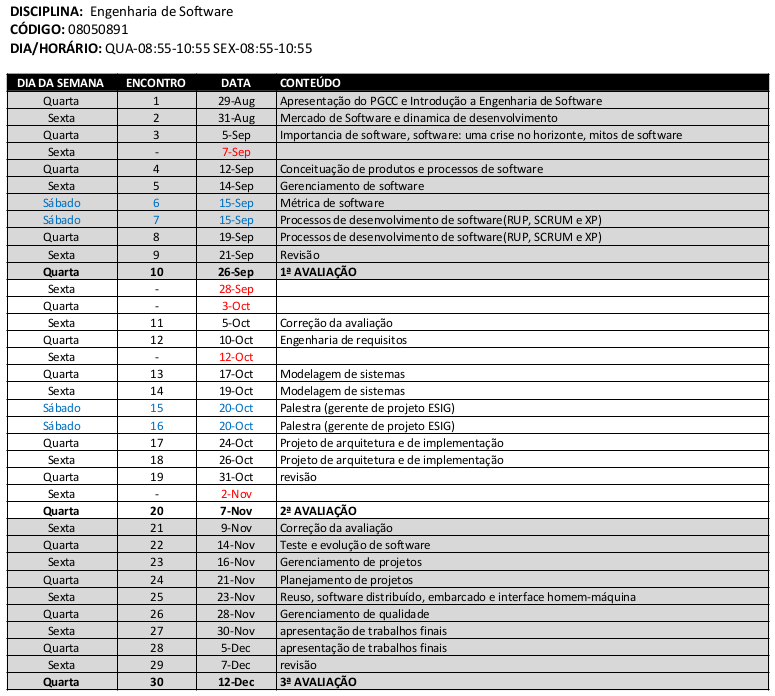 DISCIPLINA: Engenharia de Software
CÓDIGO: 08050891
DIA/HORÁRIO: QUA-08:55-10:55 SEX-08:55-10:55
DIA DA SEMANA ENCONTRO DATA CONTEÚDO
Quarta 1 29-Aug Apresentação do PGCC e Introdução a Engenharia de Software
Sexta 2 31-Aug Mercado de Software e dinamica de desenvolvimento
Quarta 3 5-Sep Importancia de software, software: uma crise no horizonte, mitos de software
Sexta - 7-Sep
Quarta 4 12-Sep Conceituação de produtos e processos de software
Sexta 5 14-Sep Gerenciamento de software
Sábado 6 15-Sep Métrica de software
Sábado 7 15-Sep Processos de desenvolvimento de software(RUP, SCRUM e XP)
Quarta 8 19-Sep Processos de desenvolvimento de software(RUP, SCRUM e XP)
Sexta 9 21-Sep Revisão
Quarta 10 26-Sep 1ª AVALIAÇÃO
Sexta - 28-Sep
Quarta - 3-Oct
Sexta 11 5-Oct Correção da avaliação
Quarta 12 10-Oct Engenharia de requisitos
Sexta - 12-Oct
Quarta 13 17-Oct Modelagem de sistemas
Sexta 14 19-Oct Modelagem de sistemas
Sábado 15 20-Oct Palestra (gerente de projeto ESIG)
Sábado 16 20-Oct Palestra (gerente de projeto ESIG)
Quarta 17 24-Oct Projeto de arquitetura e de implementação
Sexta 18 26-Oct Projeto de arquitetura e de implementação
Quarta 19 31-Oct revisão
Sexta - 2-Nov
Quarta 20 7-Nov 2ª AVALIAÇÃO
Sexta 21 9-Nov Correção da avaliação
Quarta 22 14-Nov Teste e evolução de software
Sexta 23 16-Nov Gerenciamento de projetos
Quarta 24 21-Nov Planejamento de projetos
Sexta 25 23-Nov Reuso, software distribuído, embarcado e interface homem-máquina
Quarta 26 28-Nov Gerenciamento de qualidade
Sexta 27 30-Nov apresentação de trabalhos finais
Quarta 28 5-Dec apresentação de trabalhos finais
Sexta 29 7-Dec revisão
Quarta 30 12-Dec 3ª AVALIAÇÃO